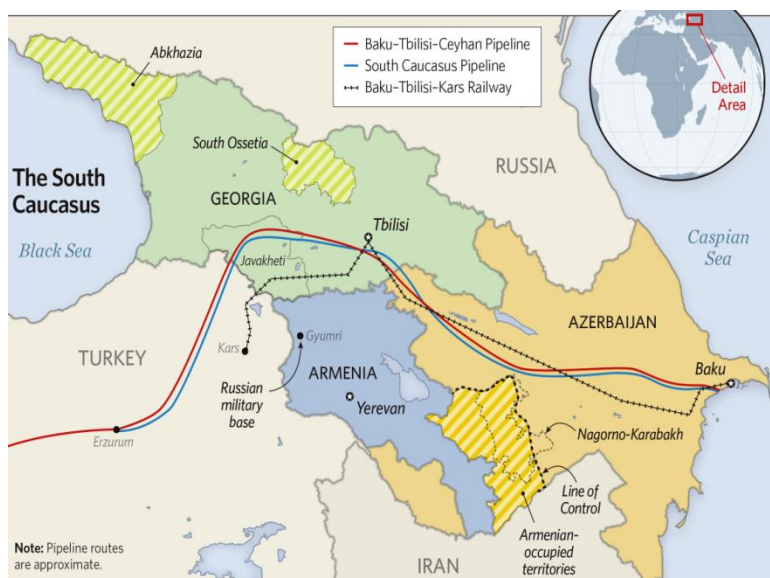 Abkhazia
Baku–Tbilisi–Ceyhan Pipeline
South Caucasus Pipeline
Baku–Tbilisi–Kars Railway
Detail
Area
South Ossetia
RUSSIA
The South
Caucasus
GEORGIA
Tbilisi
Black Sea
Caspian
Sea
Javakheti
AZERBAIJAN
TURKEY
Kars
Gyumri
Baku
ARMENIA
Russian
military
base
Yerevan
Erzurum
Nagorno-Karabakh
Line of
Control
Armenian-
occupied
territories
Note: Pipeline routes
are approximate.
IRAN